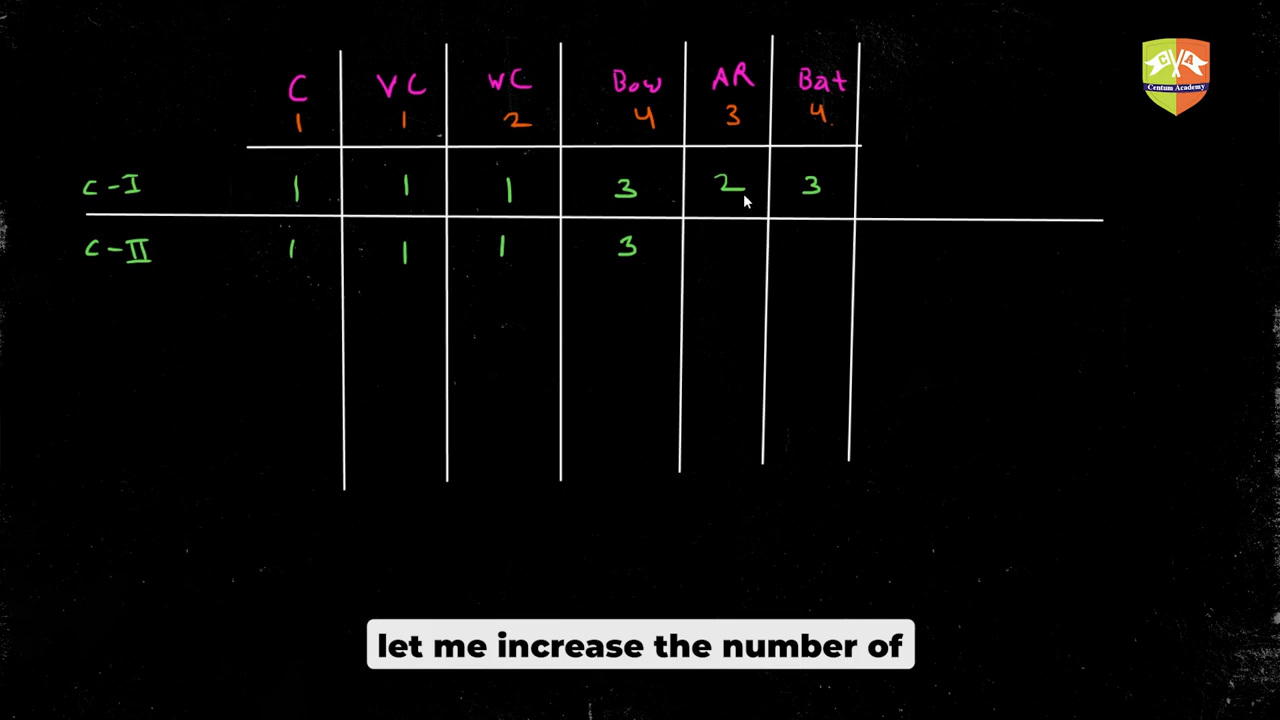 C VC WC Bow AR Bat
1 1 2 4 3 4
C-I 1 1 1 3 2 3
C-II 1 1 1 3
C A
Centum Academy
let me increase the number of